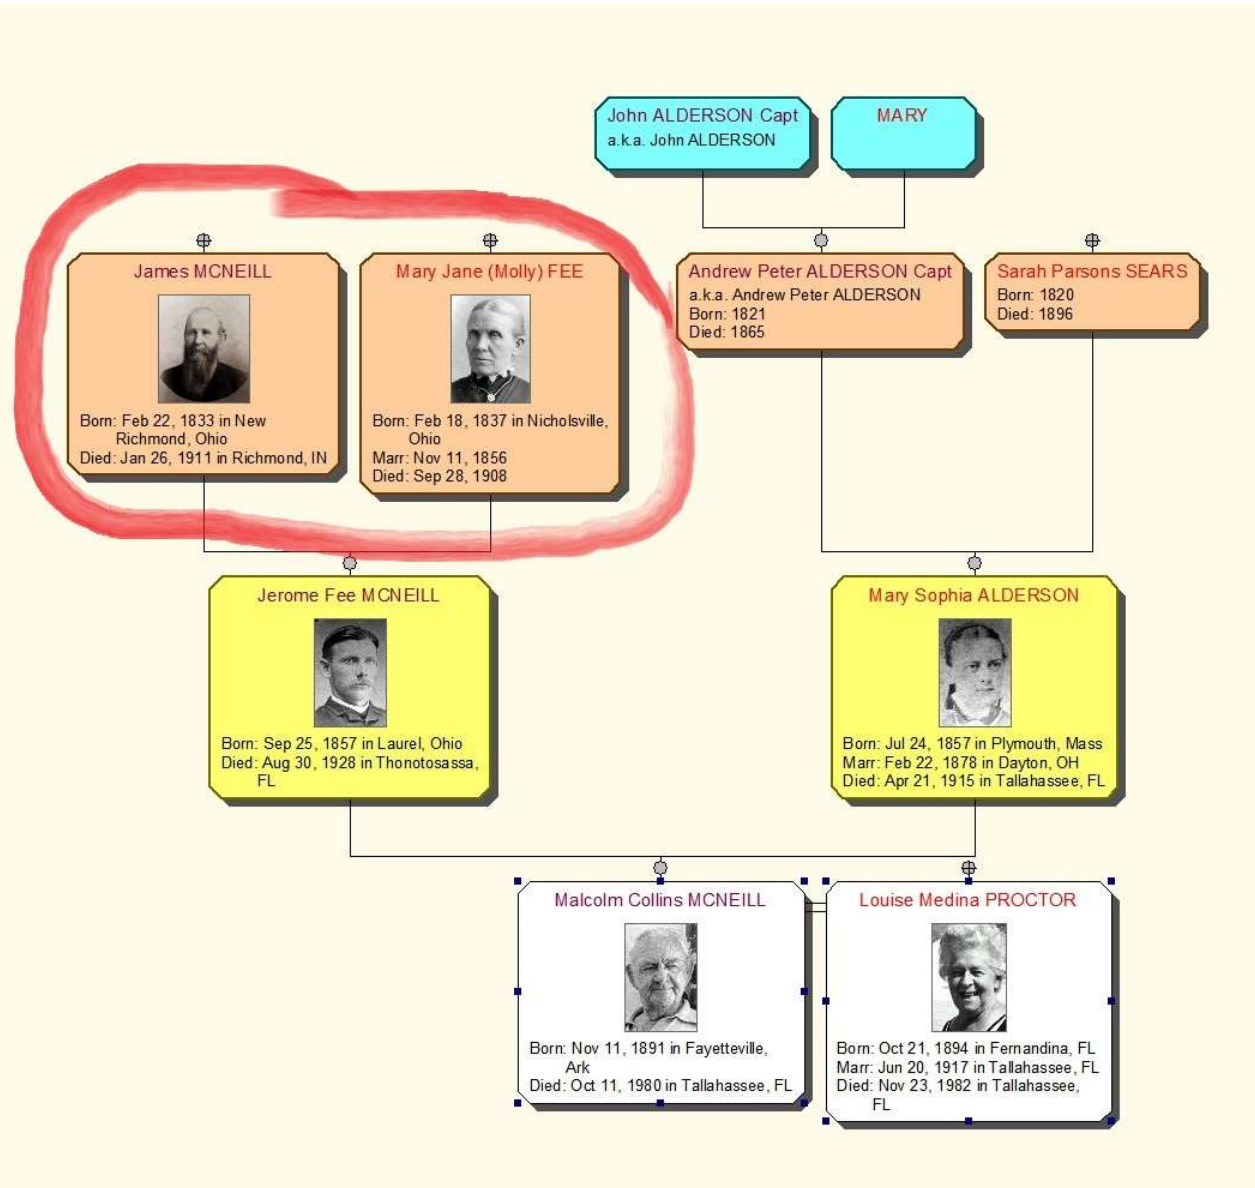 John ALDERSON Capt
a.k.a. John ALDERSON
MARY
James MCNEILL
Born: Feb 22, 1833 in New
Richmond, Ohio
Died: Jan 26, 1911 in Richmond, IN
Mary Jane (Molly) FEE
Born: Feb 18, 1837 in Nicholsville,
Ohio
Marr: Nov 11, 1856
Died: Sep 28, 1908
Andrew Peter ALDERSON Capt
a.k.a. Andrew Peter ALDERSON
Born: 1821
Died: 1865
Sarah Parsons SEARS
Born: 1820
Died: 1896
Jerome Fee MCNEILL
Born: Sep 25, 1857 in Laurel, Ohio
Died: Aug 30, 1928 in Thonotosassa,
FL
Mary Sophia ALDERSON
Born: Jul 24, 1857 in Plymouth, Mass
Marr: Feb 22, 1878 in Dayton, OH
Died: Apr 21, 1915 in Tallahassee, FL
Malcolm Collins MCNEILL
Born: Nov 11, 1891 in Fayetteville,
Ark
Died: Oct 11, 1980 in Tallahassee, FL
Louise Medina PROCTOR
Born: Oct 21, 1894 in Fernandina, FL
Marr: Jun 20, 1917 in Tallahassee, FL
Died: Nov 23, 1982 in Tallahassee,
FL